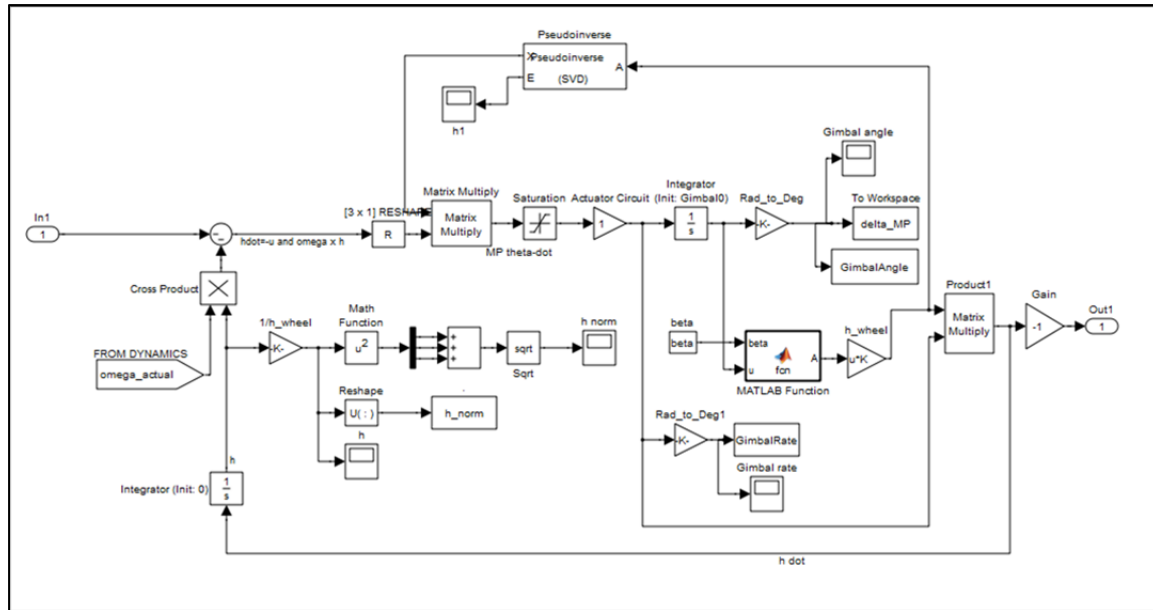 Pseudoinverse
X
Pseudoinverse
A
E
(SVD)
h1
Gimbal angle
Matrix Multiply
Saturation
Actuator Circuit
Integrator
(Init: Gimbal0)
Rad_to_Deg
To Workspace
In1
[3 x 1] RESHAPE
1
R
Matrix
Multiply
1
1
s
-K-
delta_MP
hdot=-u and omega x h
MP theta-dot
GimbalAngle
Cross Product
Product1
Gain
Out1
Matrix
Multiply
-1
1
1/h_wheel
Math
Function
h norm
beta
h_wheel
-K-
u²
+
+
+
sqrt
beta
beta
u
fcn
A
u*K
Sqrt
MATLAB Function
FROM DYNAMICS
omega_actual
Reshape
U( : )
.
h_norm
h
Rad_to_Deg1
-K-
GimbalRate
Gimbal rate
h
Integrator (Init: 0)
1
s
h dot